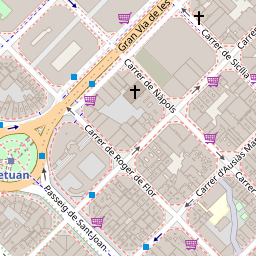 Gran Via de les
Carrer de Sicília
Carrer de Nàpols
Carrer de Roger de Flor
Carrer d'Ausiàs Mar
etuan
Passeig de Sant Joan